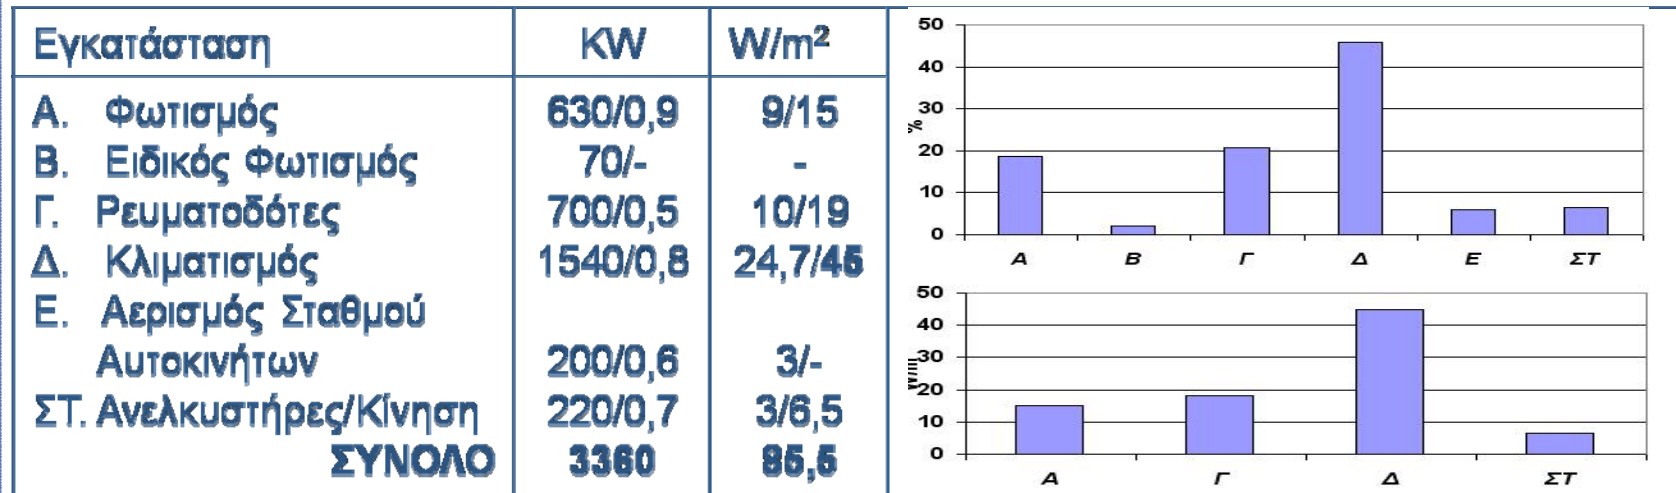 Εγκατάσταση KW W/m²
Α. Φωτισμός 630/0,9 9/15
Β. Ειδικός Φωτισμός 70/- -
Γ. Ρευματοδότες 700/0,5 10/19
Δ. Κλιματισμός 1540/0,8 24,7/45
Ε. Αερισμός Σταθμού
Αυτοκινήτων 200/0,6 3/-
ΣΤ. Ανελκυστήρες/Κίνηση 220/0,7 3/6,5
ΣΥΝΟΛΟ 3360 85,5
50
40
30
%
20
10
0
Α Β Γ Δ Ε ΣΤ
50
40
30
20
10
0
Α Γ Δ ΣΤ